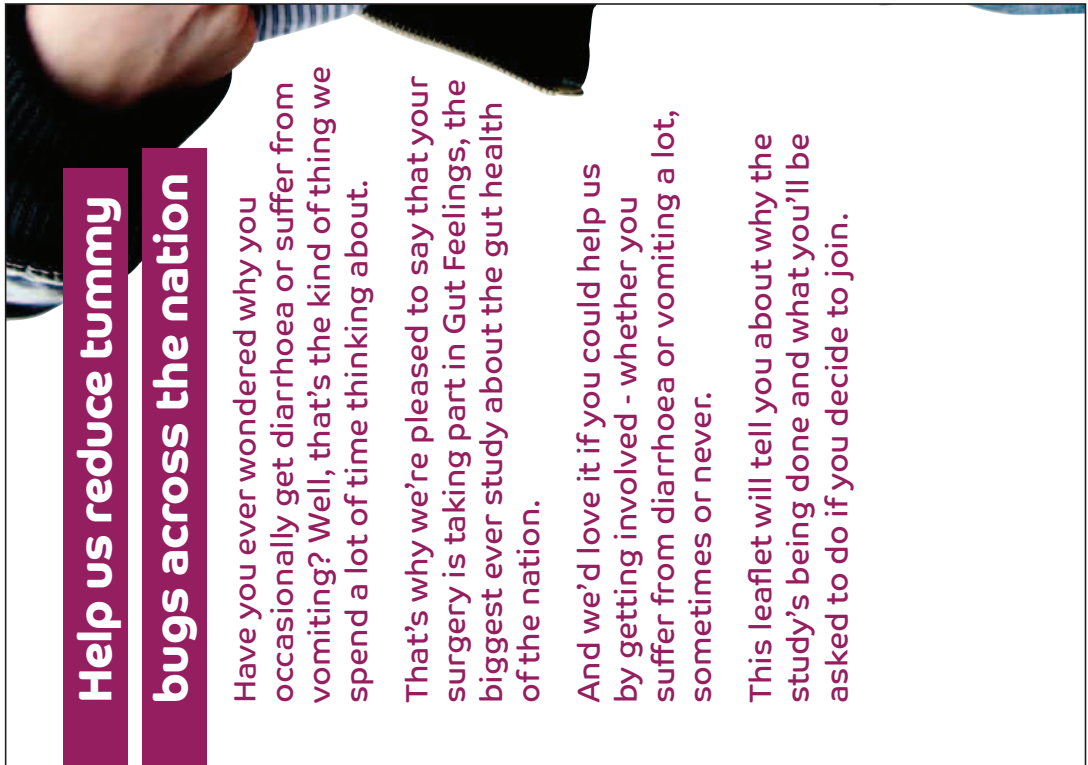 Help us reduce tummy
bugs across the nation
Have you ever wondered why you
occasionally get diarrhoea or suffer from
vomiting? Well, that's the kind of thing we
spend a lot of time thinking about.
That's why we're pleased to say that your
surgery is taking part in Gut Feelings, the
biggest ever study about the gut health
of the nation.
And we'd love it if you could help us
by getting involved - whether you
suffer from diarrhoea or vomiting a lot,
sometimes or never.
This leaflet will tell you about why the
study's being done and what you'll be
asked to do if you decide to join.